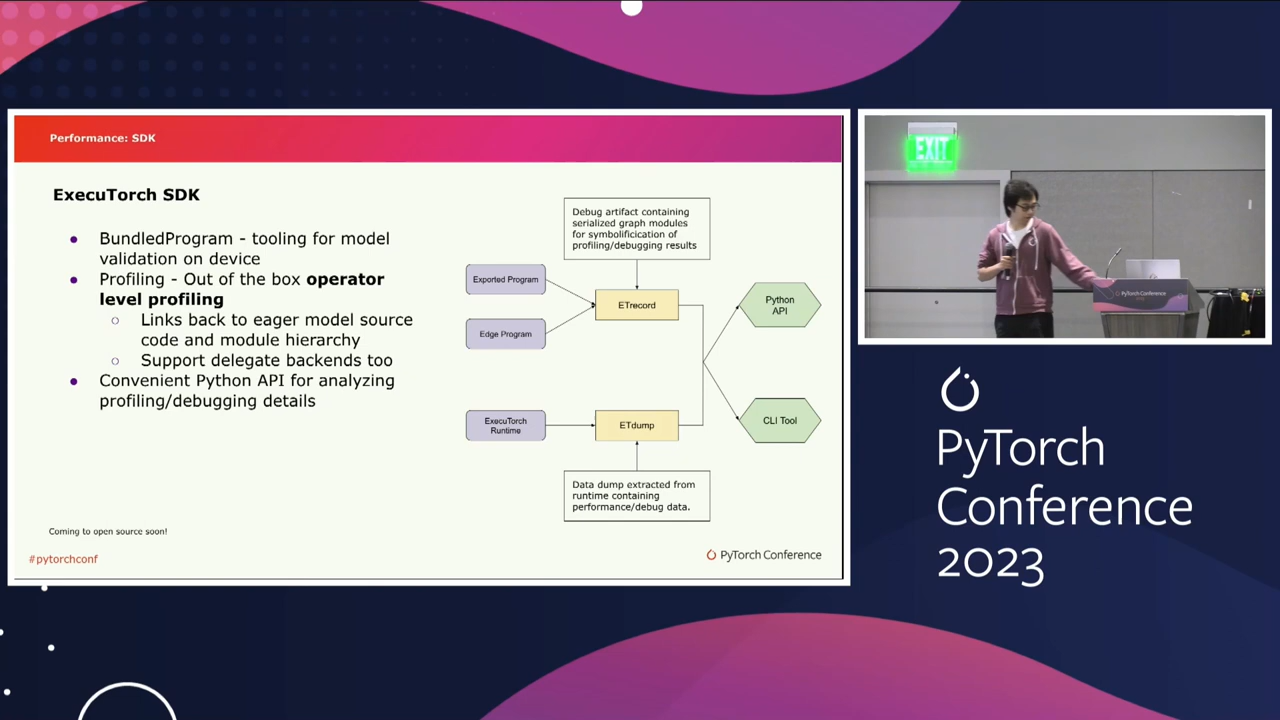 Performance: SDK
ExecuTorch SDK
BundledProgram - tooling for model
validation on device
Profiling - Out of the box operator
level profiling
Links back to eager model source
code and module hierarchy
Support delegate backends too
Convenient Python API for analyzing
profiling/debugging details
Debug artifact containing
serialized graph modules
for symbolificication of
profiling/debugging results
Exported Program
Edge Program
ETrecord
Python
API
ExecuTorch
Runtime
ETdump
CLI Tool
Data dump extracted from
runtime containing
performance/debug data.
Coming to open source soon!
#pytorchconf
PyTorch Conference
EXIT
PyTorch Conference
PyTorch
Conference
2023